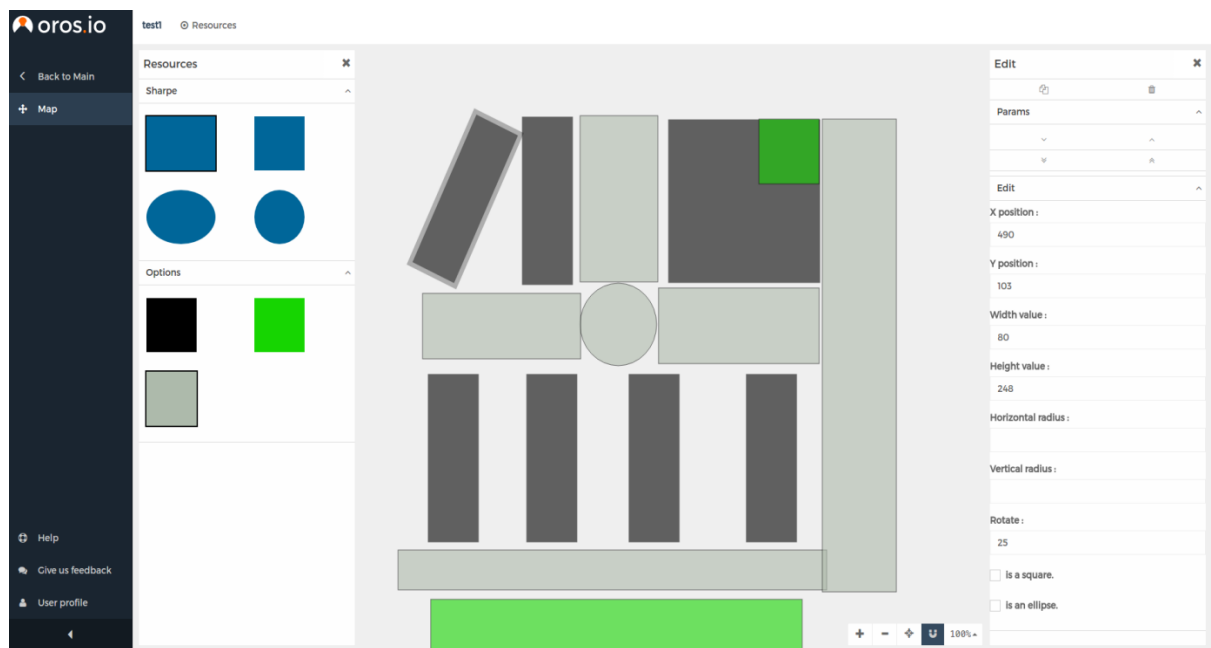 oros.io
test1 Resources
Back to Main
Map
Help
Give us feedback
User profile
Resources
Sharpe
Options
100%
Edit
Params
Edit
X position :
490
Y position :
103
Width value :
80
Height value :
248
Horizontal radius :
Vertical radius :
Rotate :
25
is a square.
is an ellipse.